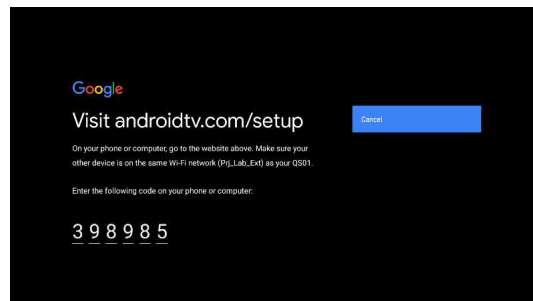 Google
Visit androidtv.com/setup
Cancel
On your phone or computer, go to the website above. Make sure your
other device is on the same Wi-Fi network (Prj_Lab_Ext) as your QS01.
Enter the following code on your phone or computer:
3 9 8 9 8 5